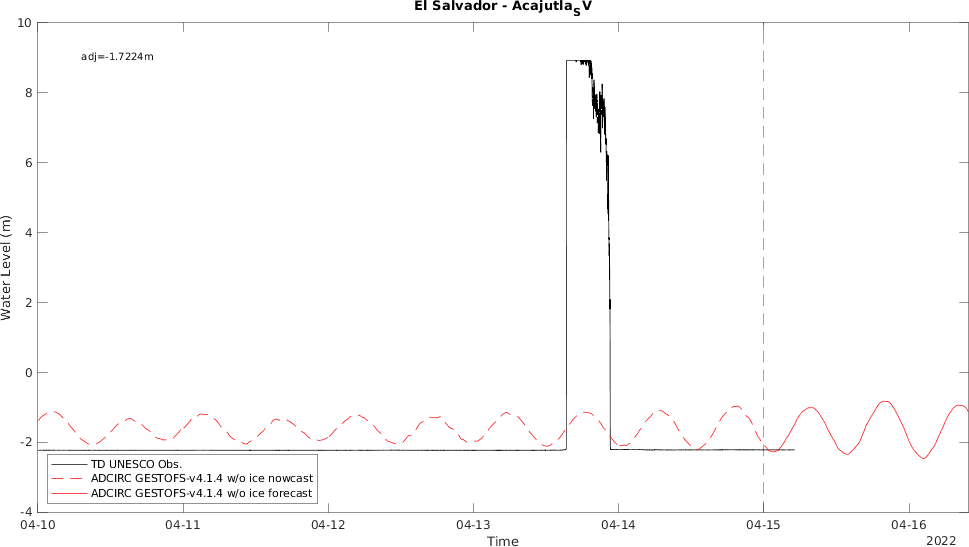 El Salvador - AcajutlaSV
adj=-1.7224m
Water Level (m)
10
8
6
4
2
0
-2
-4
TD UNESCO Obs.
ADCIRC GESTOFS-v4.1.4 w/o ice nowcast
ADCIRC GESTOFS-v4.1.4 w/o ice forecast
04-10 04-11 04-12 04-13 04-14 04-15 04-16
Time
2022